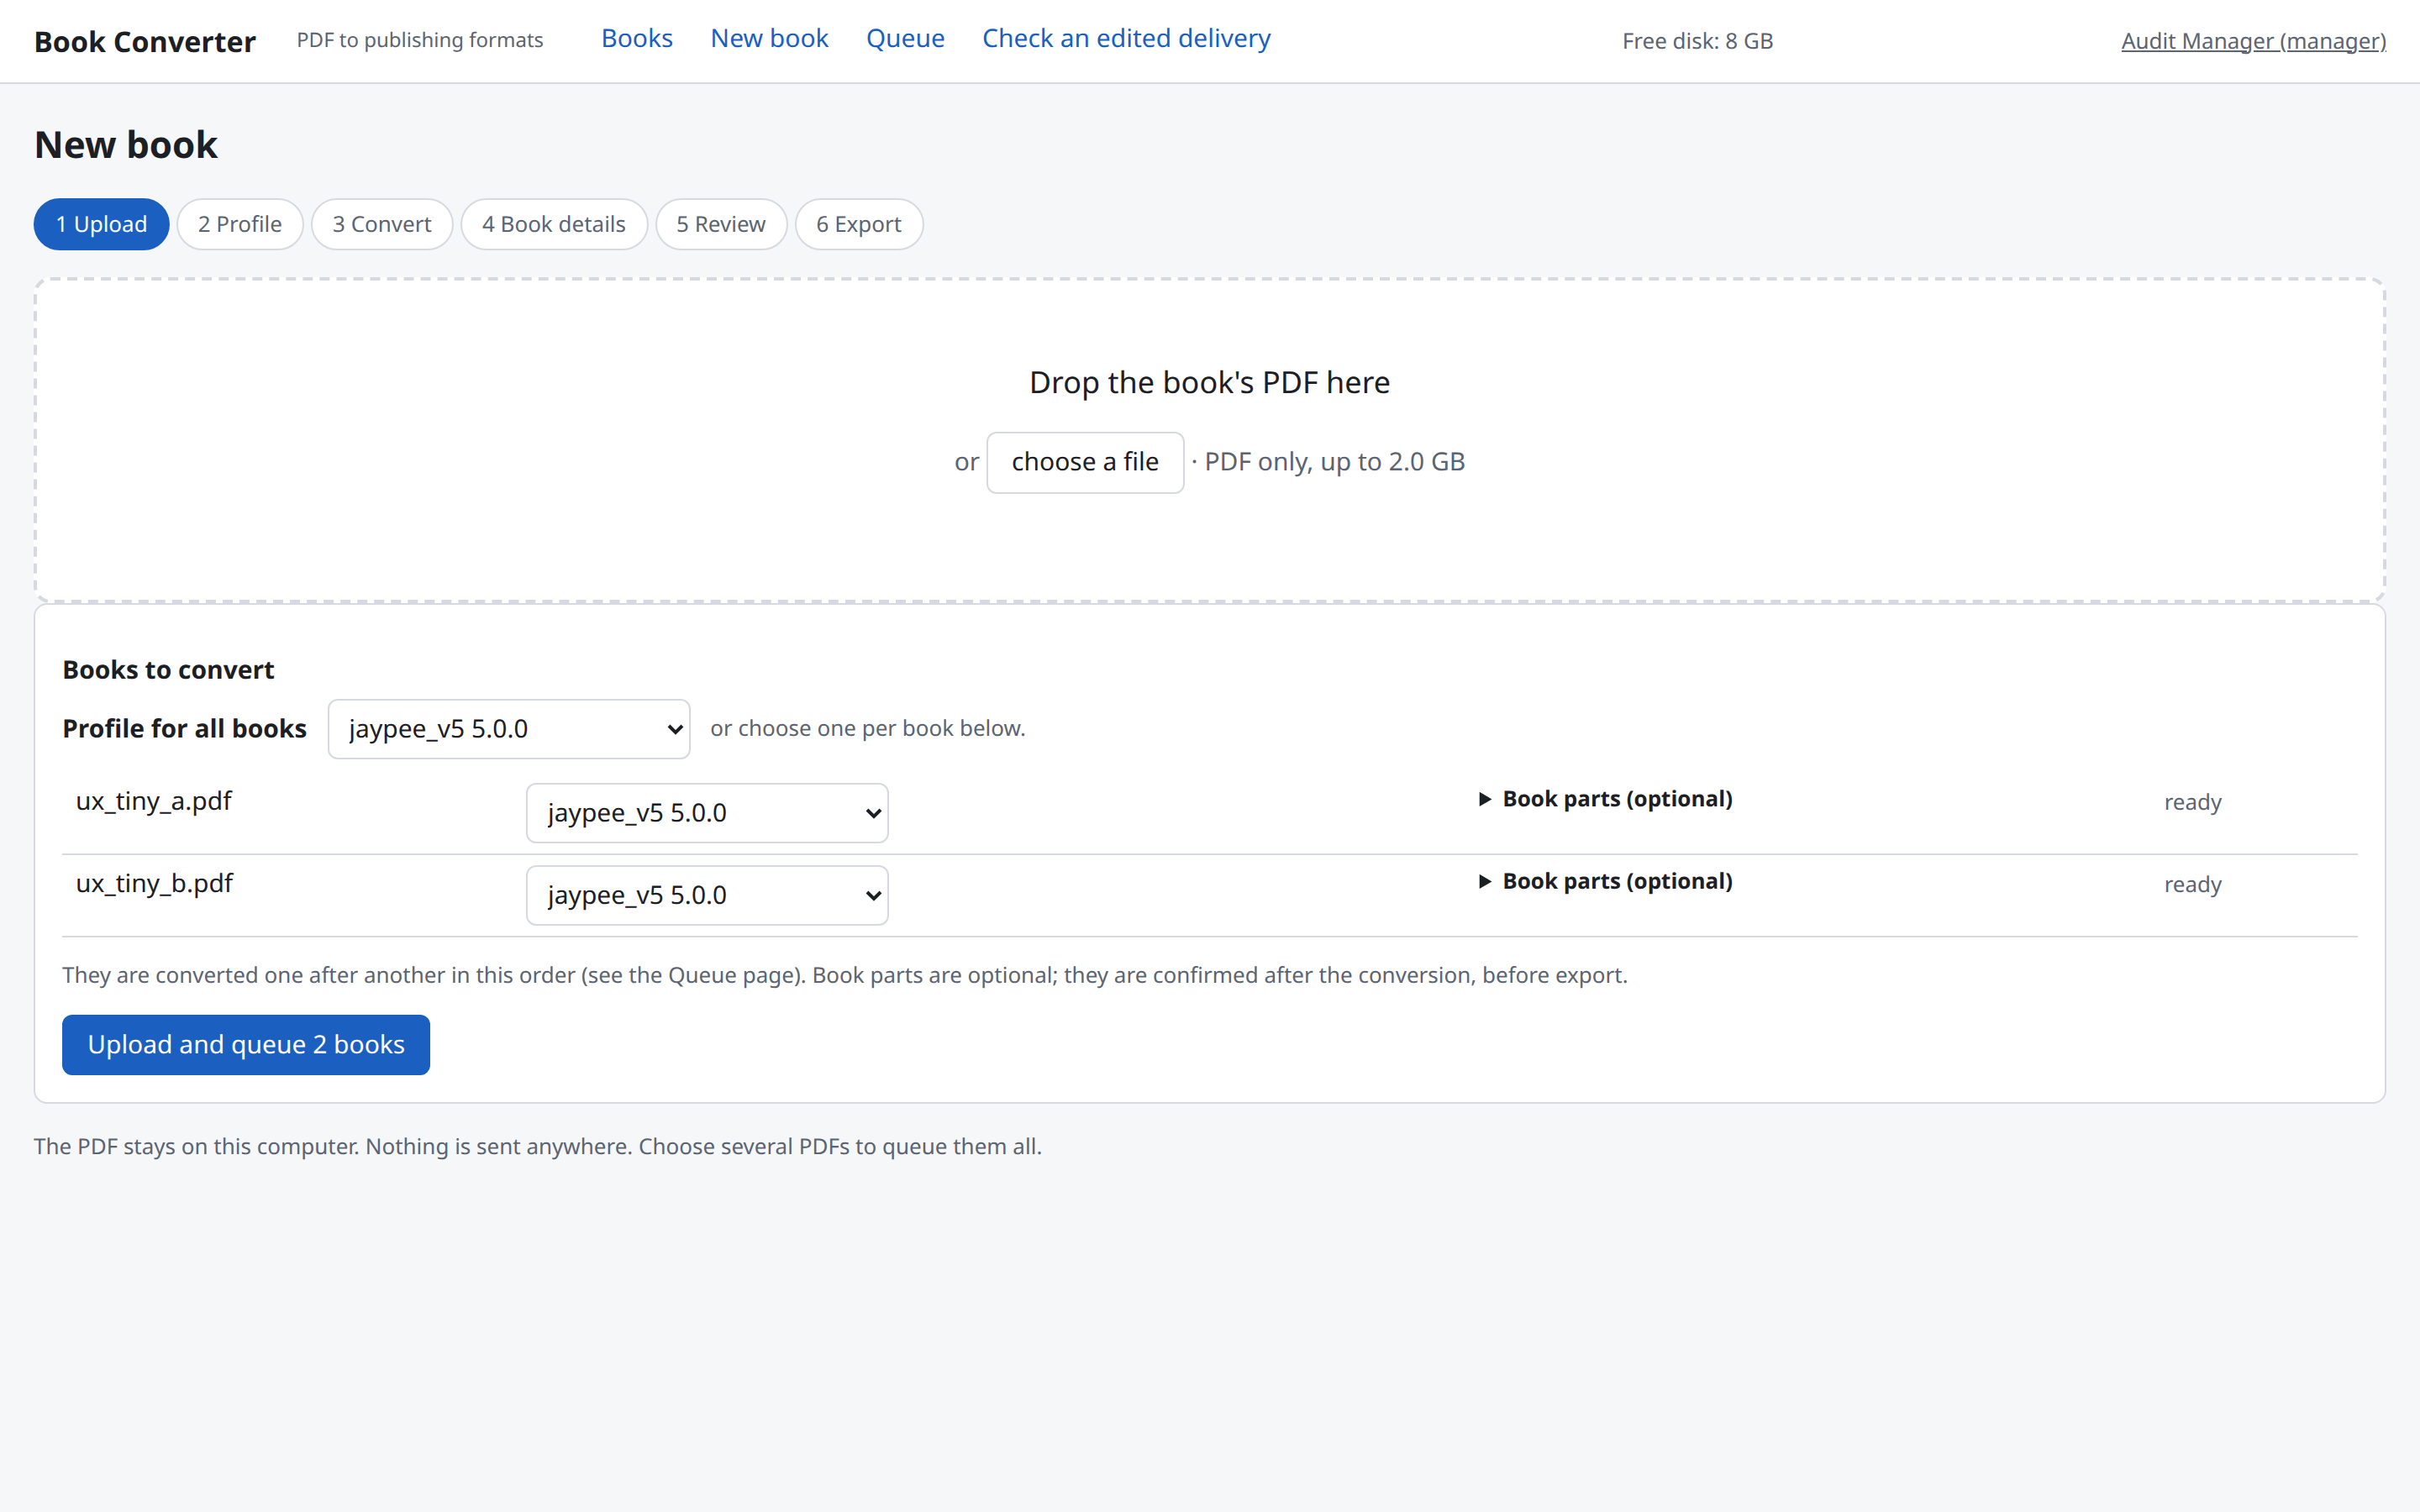 Book Converter PDF to publishing formats Books New book Queue Check an edited delivery Free disk: 8 GB Audit Manager (manager)
New book
1 Upload 2 Profile 3 Convert 4 Book details 5 Review 6 Export
Drop the book's PDF here
or choose a file · PDF only, up to 2.0 GB
Books to convert
Profile for all books jaypee_v5 5.0.0 or choose one per book below.
ux_tiny_a.pdf jaypee_v5 5.0.0 ▶ Book parts (optional) ready
ux_tiny_b.pdf jaypee_v5 5.0.0 ▶ Book parts (optional) ready
They are converted one after another in this order (see the Queue page). Book parts are optional; they are confirmed after the conversion, before export.
Upload and queue 2 books
The PDF stays on this computer. Nothing is sent anywhere. Choose several PDFs to queue them all.